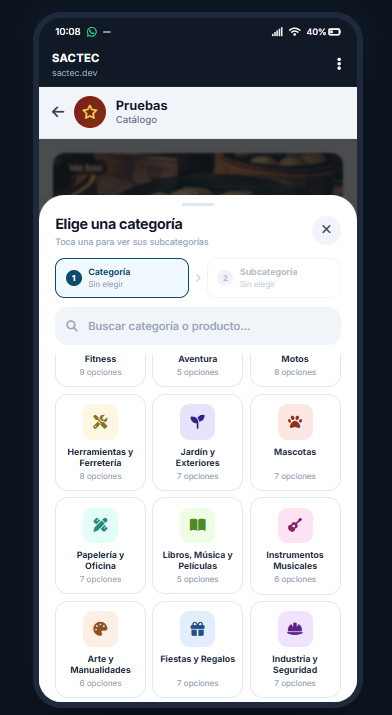 10:08
40%
SACTEC
sactec.dev
Pruebas
Catálogo
Ver foto
Elige una categoría
Toca una para ver sus subcategorías
1
Categoría
Sin elegir
2
Subcategoría
Sin elegir
Buscar categoría o producto...
Fitness
9 opciones
Aventura
5 opciones
Motos
8 opciones
Herramientas y
Ferretería
8 opciones
Jardín y
Exteriores
7 opciones
Mascotas
7 opciones
Papelería y
Oficina
7 opciones
Libros, Música y
Películas
5 opciones
Instrumentos
Musicales
6 opciones
Arte y
Manualidades
6 opciones
Fiestas y Regalos
7 opciones
Industria y
Seguridad
7 opciones